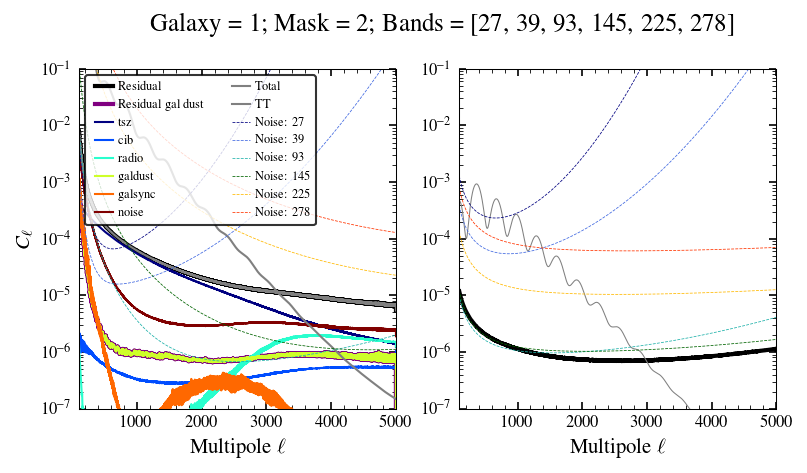 Galaxy = 1; Mask = 2; Bands = [27, 39, 93, 145, 225, 278]
Residual
Residual gal dust
tsz
cib
radio
galdust
galsync
noise
Total
TT
Noise: 27
Noise: 39
Noise: 93
Noise: 145
Noise: 225
Noise: 278
10⁻¹
10⁻²
10⁻³
10⁻⁴
10⁻⁵
10⁻⁶
10⁻⁷
C_ℓ
1000 2000 3000 4000 5000
Multipole ℓ
10⁻¹
10⁻²
10⁻³
10⁻⁴
10⁻⁵
10⁻⁶
10⁻⁷
1000 2000 3000 4000 5000
Multipole ℓ